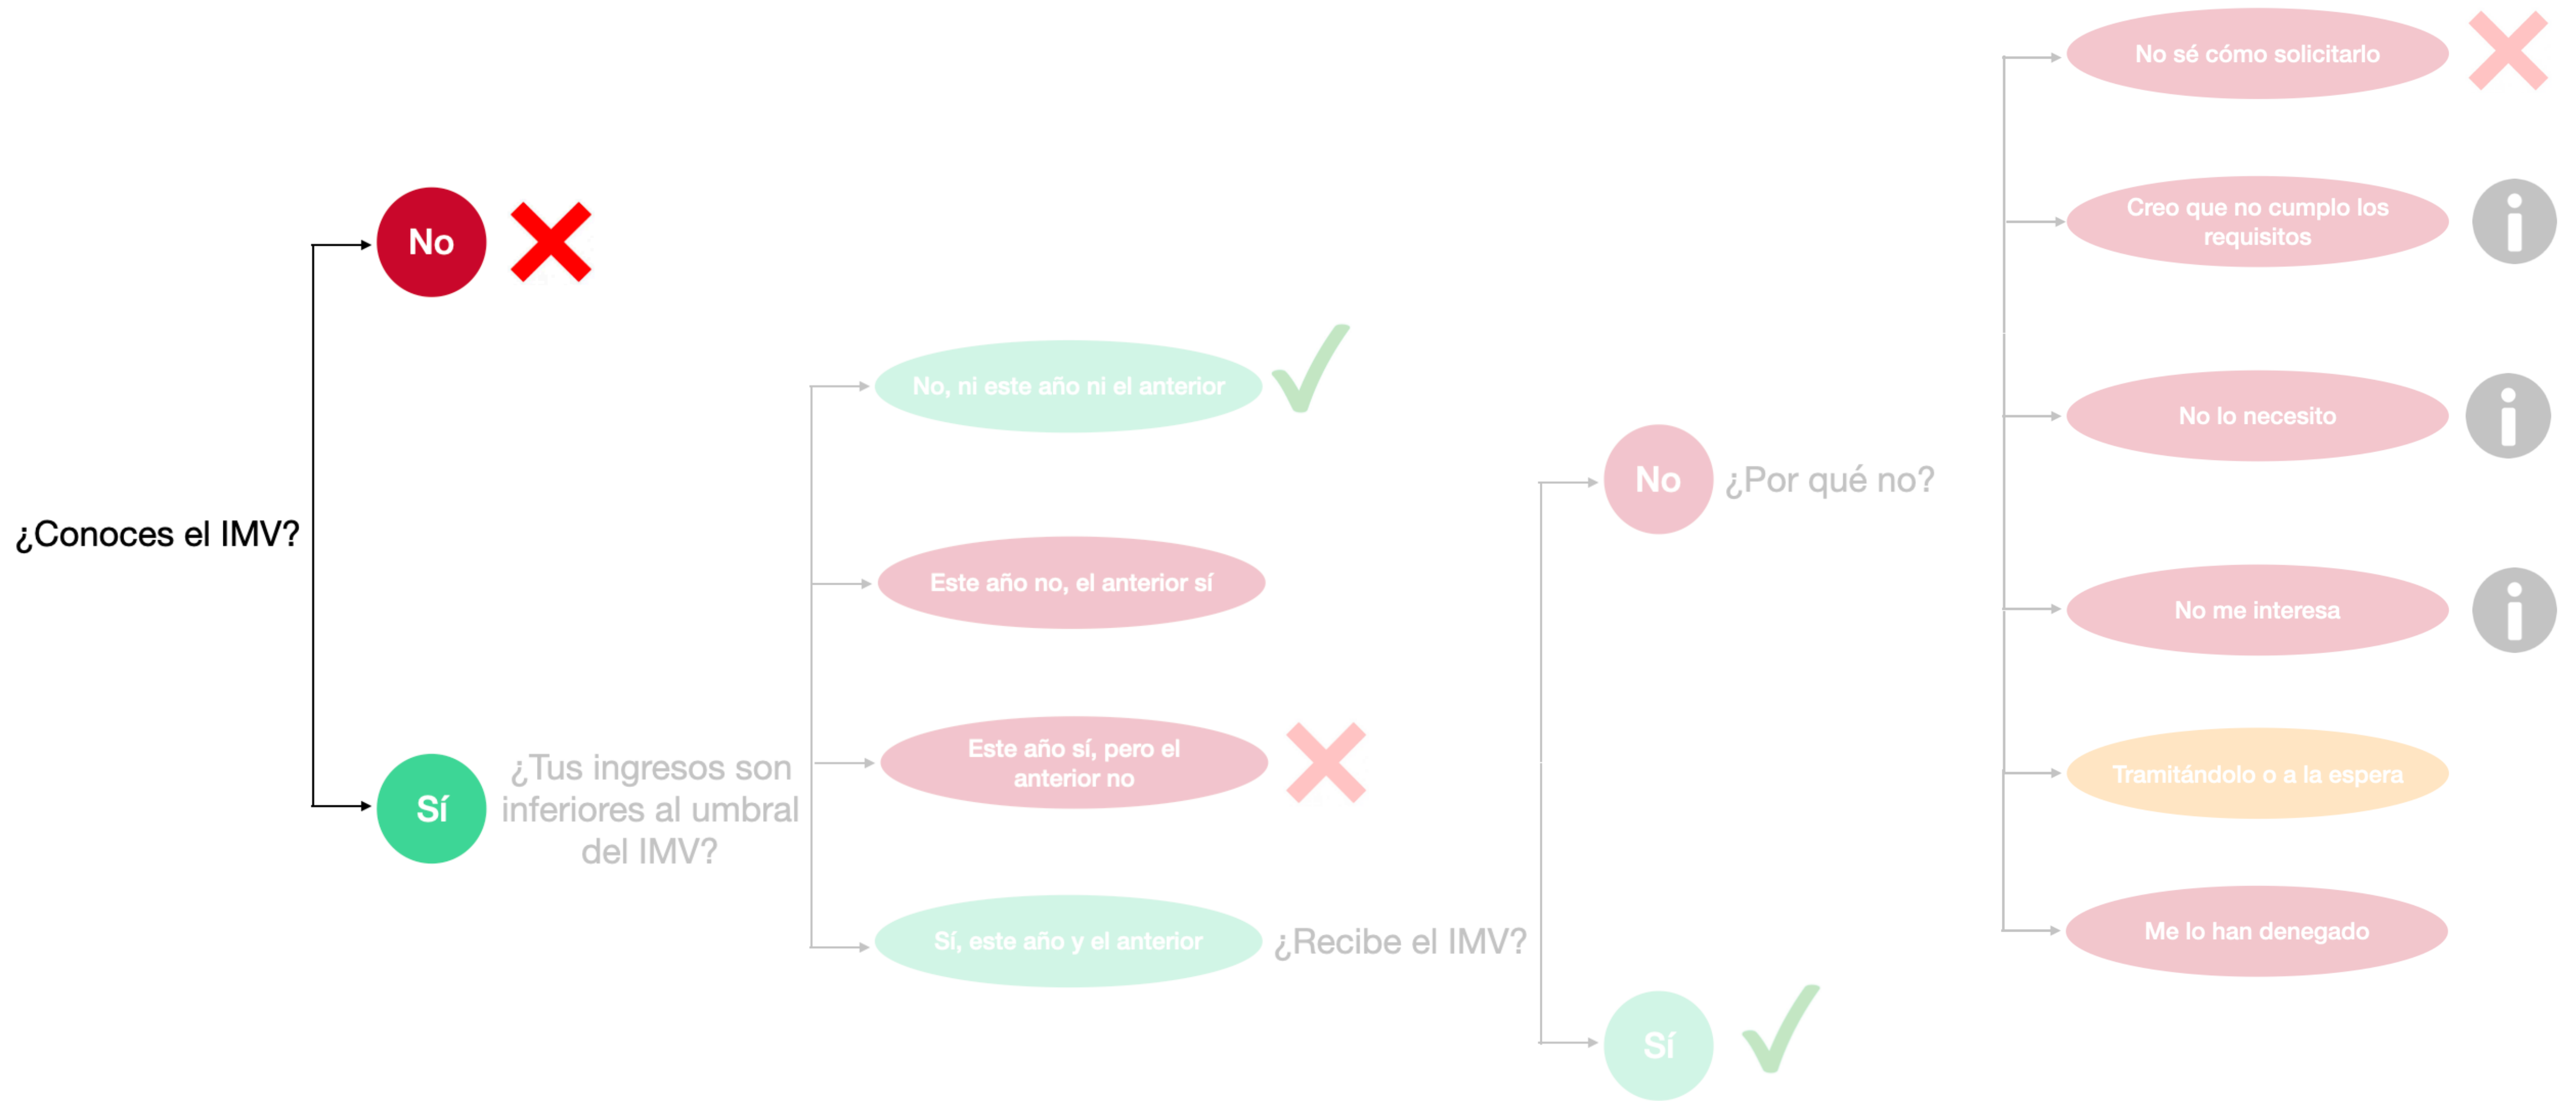 ¿Conoces el IMV?
No
Sí
¿Tus ingresos son
inferiores al umbral
del IMV?
No, ni este año ni el anterior
Este año no, el anterior sí
Este año sí, pero el
anterior no
Sí, este año y el anterior
¿Recibe el IMV?
No
¿Por qué no?
Sí
No sé cómo solicitarlo
Creo que no cumplo los
requisitos
No lo necesito
No me interesa
Tramitándolo o a la espera
Me lo han denegado